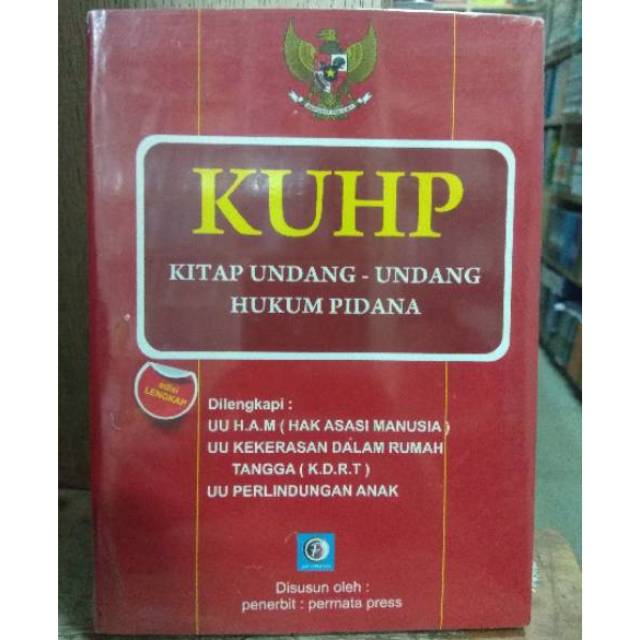 KUHP
KITAP UNDANG - UNDANG
HUKUM PIDANA
edisi
LENGKAP
Dilengkapi :
UU H.A.M ( HAK ASASI MANUSIA )
UU KEKERASAN DALAM RUMAH
TANGGA ( K.D.R.T )
UU PERLINDUNGAN ANAK
Disusun oleh :
penerbit : permata press